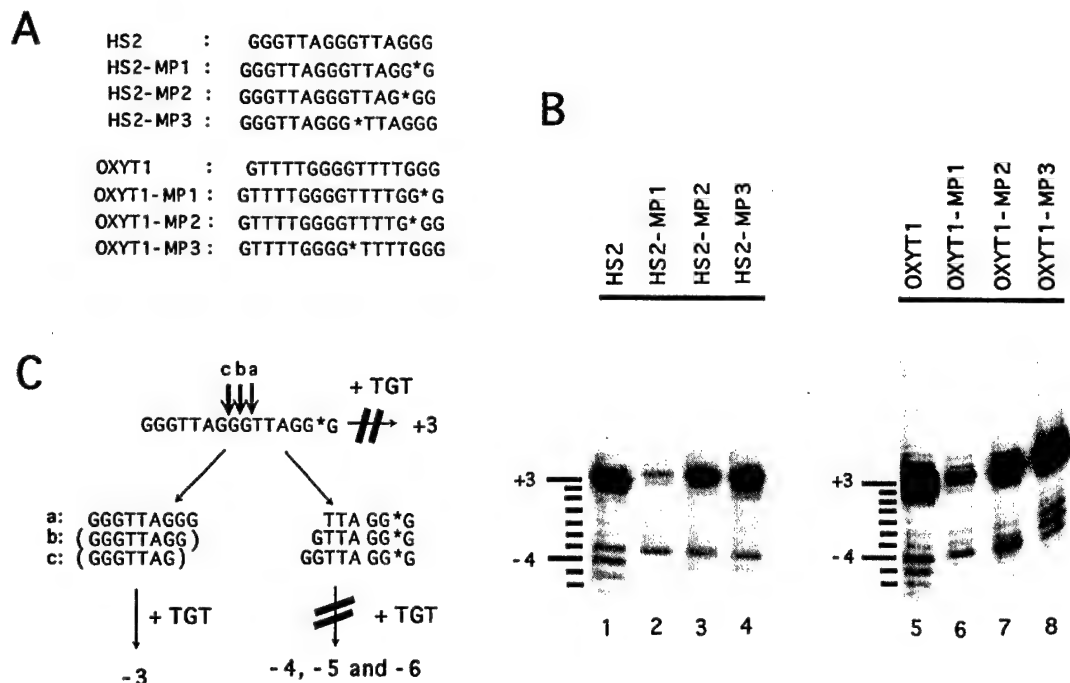 A
HS2 : GGGTTAGGGTTAGGG
HS2-MP1 : GGGTTAGGGTTAGG*G
HS2-MP2 : GGGTTAGGGTTAG*GG
HS2-MP3 : GGGTTAGGG*TTAGGG
OXYT1 : GTTTTGGGGTTTTGGG
OXYT1-MP1 : GTTTTGGGGTTTTGG*G
OXYT1-MP2 : GTTTTGGGGTTTTG*GG
OXYT1-MP3 : GTTTTGGGG*TTTTGGG
B
HS2
HS2-MP1
HS2-MP2
HS2-MP3
OXYT1
OXYT1-MP1
OXYT1-MP2
OXYT1-MP3
+3
-4
1 2 3 4
+3
-4
5 6 7 8
C
c b a
+ TGT
GGGTTAGGGTTAGG*G
+3
a: GGGTTAGGG
b: (GGGTTAGG)
c: (GGGTTAG)
TTA GG*G
GTTA GG*G
GGTTA GG*G
+ TGT
+ TGT
-3
-4, -5 and -6